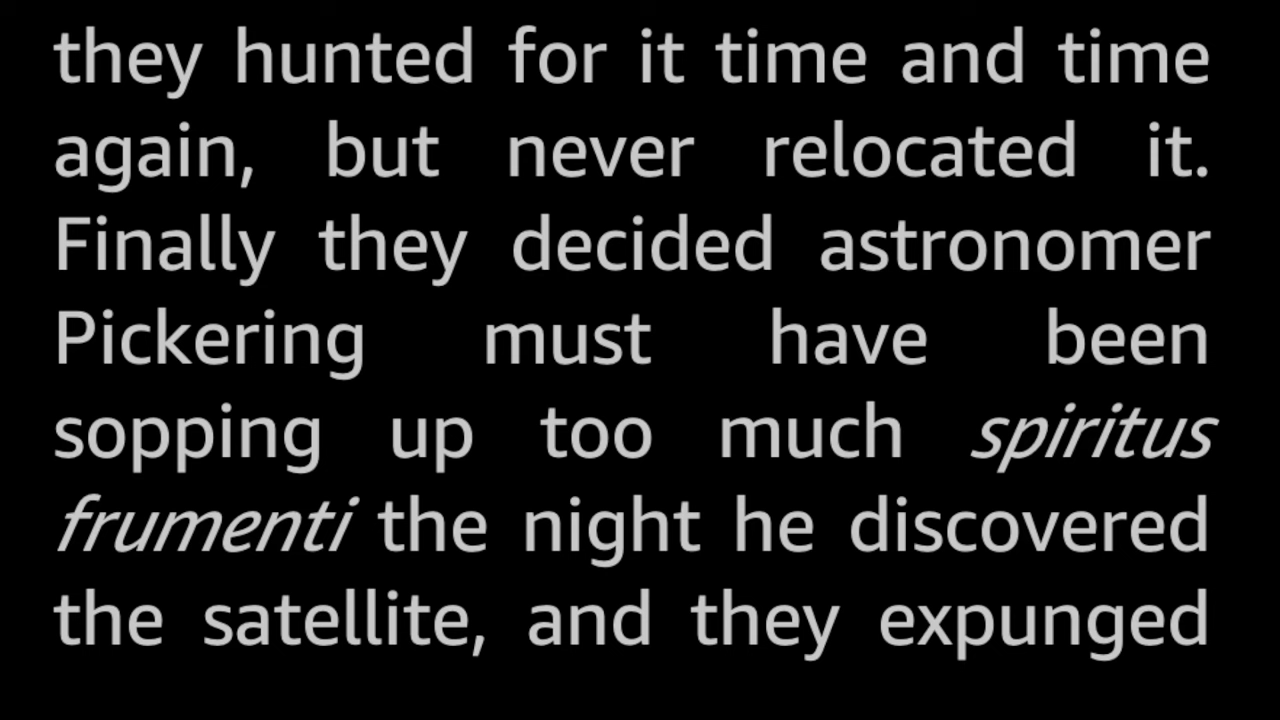 they hunted for it time and time
again, but never relocated it.
Finally they decided astronomer
Pickering must have been
sopping up too much spiritus
frumenti the night he discovered
the satellite, and they expunged